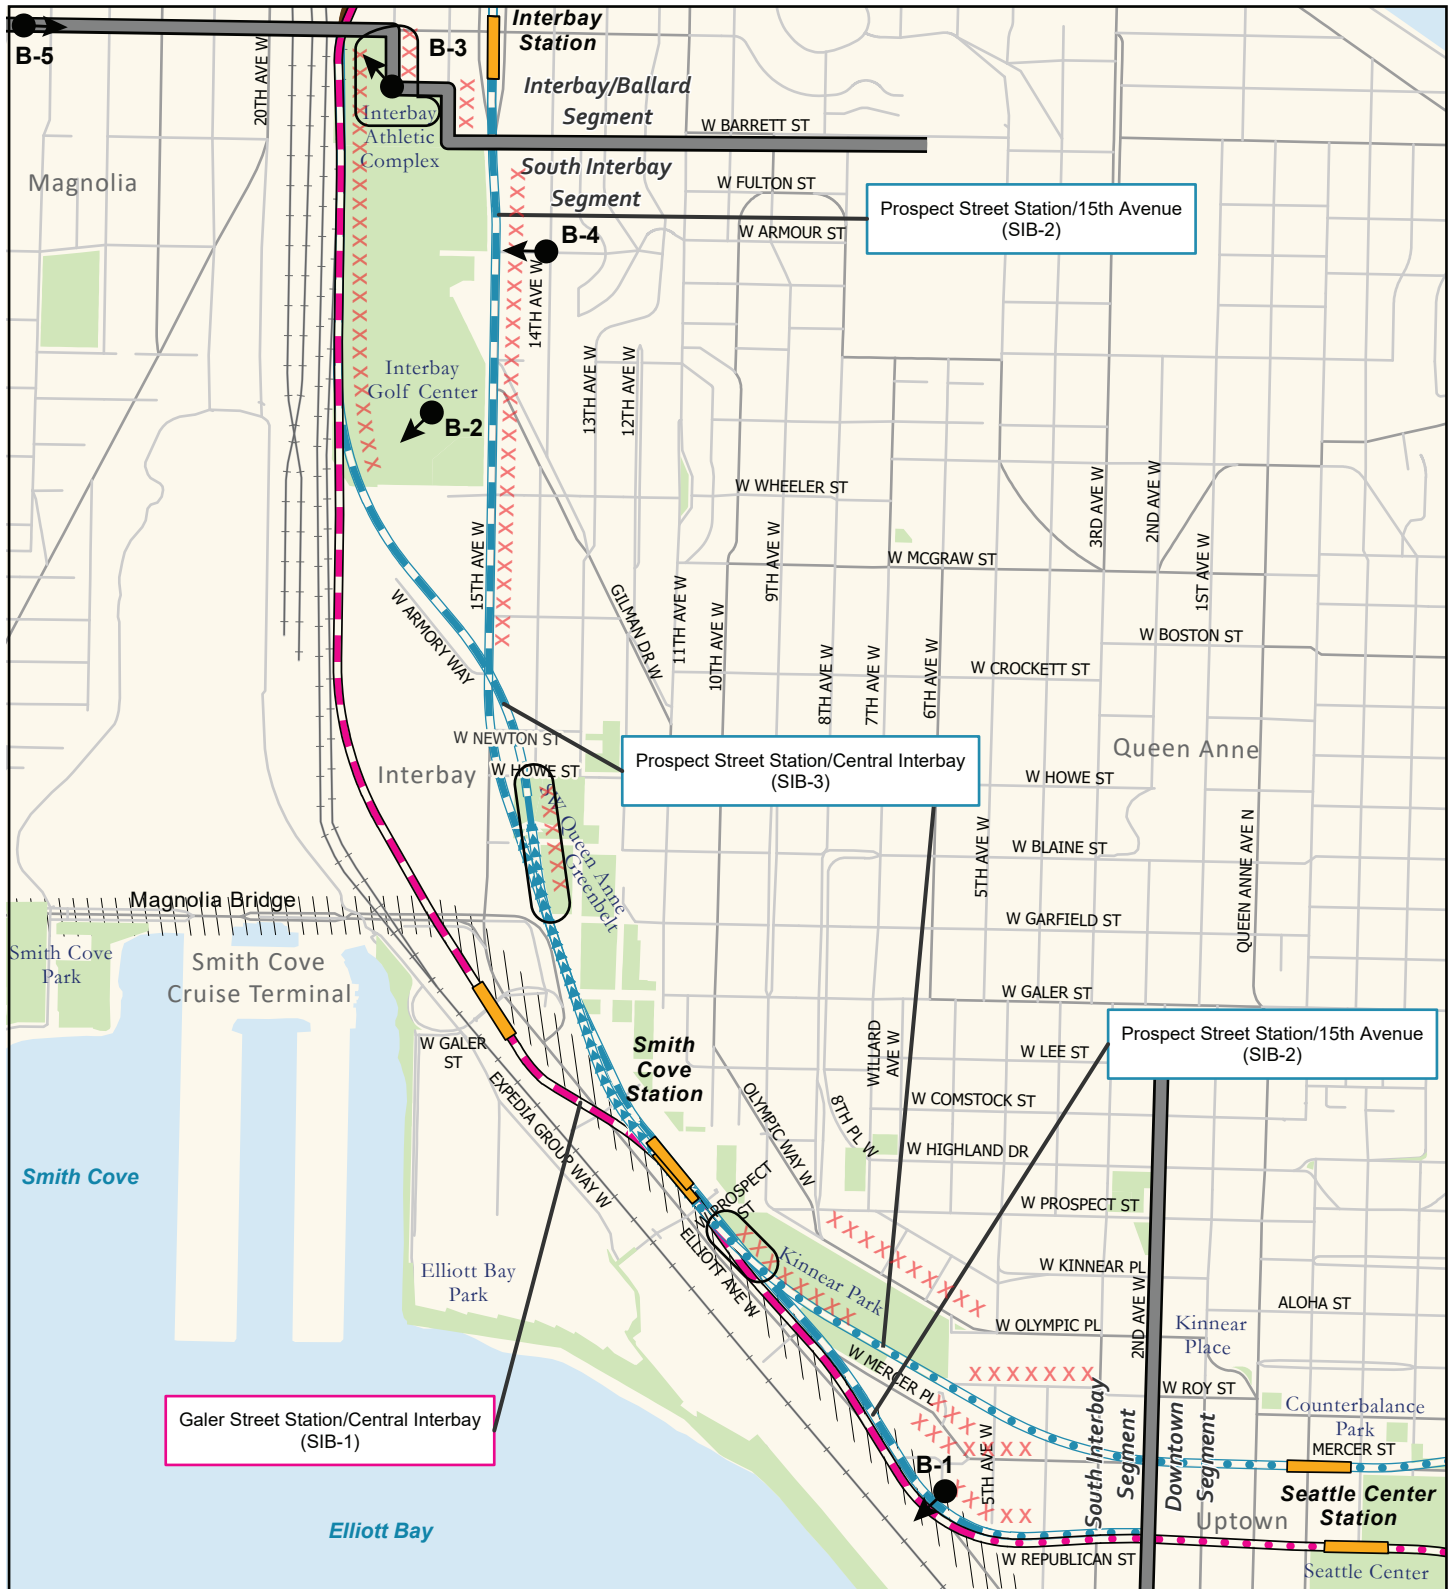 B-5
20TH AVE W
B-3
Interbay
Station
Interbay/Ballard
Segment
W BARRETT ST
Interbay
Athletic
Complex
Magnolia
South Interbay
Segment
W FULTON ST
W ARMOUR ST
Prospect Street Station/15th Avenue
(SIB-2)
B-4
14TH AVE W
Interbay
Golf Center
B-2
13TH AVE W
12TH AVE W
W WHEELER ST
3RD AVE W
2ND AVE W
15TH AVE W
9TH AVE W
W MCGRAW ST
1ST AVE W
W ARMORY WAY
GILMAN DR W
11TH AVE W
10TH AVE W
8TH AVE W
7TH AVE W
6TH AVE W
W BOSTON ST
W CROCKETT ST
W NEWTON ST
Interbay
W HOWE ST
Prospect Street Station/Central Interbay
(SIB-3)
Queen Anne
W HOWE ST
SW Queen Anne
Greenbelt
5TH AVE W
W BLAINE ST
QUEEN ANNE AVE N
Magnolia Bridge
W GARFIELD ST
Smith Cove
Park
Smith Cove
Cruise Terminal
W GALER ST
W GALER
ST
Smith
Cove
Station
WILLARD
AVE W
W LEE ST
Prospect Street Station/15th Avenue
(SIB-2)
EXPEDIA GROUP WAY W
OLYMPIC WAY W
8TH PL W
W COMSTOCK ST
W HIGHLAND DR
Smith Cove
W PROSPECT
ST
W PROSPECT ST
ELLIOTT AVE W
Kinnear Park
W KINNEAR PL
Elliott Bay
Park
2ND AVE W
ALOHA ST
W OLYMPIC PL
Kinnear
Place
W MERCER PL
W ROY ST
Galer Street Station/Central Interbay
(SIB-1)
South Interbay
Segment
Downtown
Segment
Counterbalance
Park
MERCER ST
B-1
5TH AVE W
Seattle Center
Station
Uptown
Elliott Bay
W REPUBLICAN ST
Seattle Center